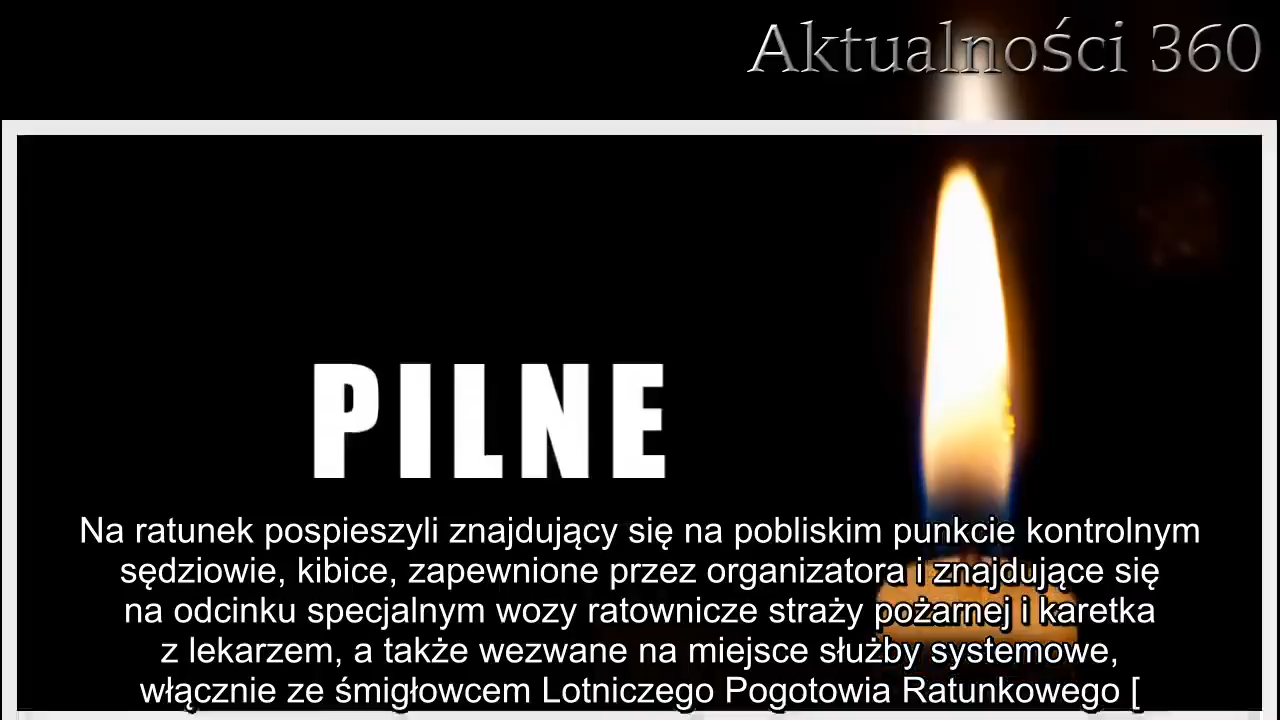 Aktualności 360
PILNE
Na ratunek pospieszyli znajdujący się na pobliskim punkcie kontrolnym
sędziowie, kibice, zapewnione przez organizatora i znajdujące się
na odcinku specjalnym wozy ratownicze straży pożarnej i karetka
z lekarzem, a także wezwane na miejsce służby systemowe,
włącznie ze śmigłowcem Lotniczego Pogotowia Ratunkowego [